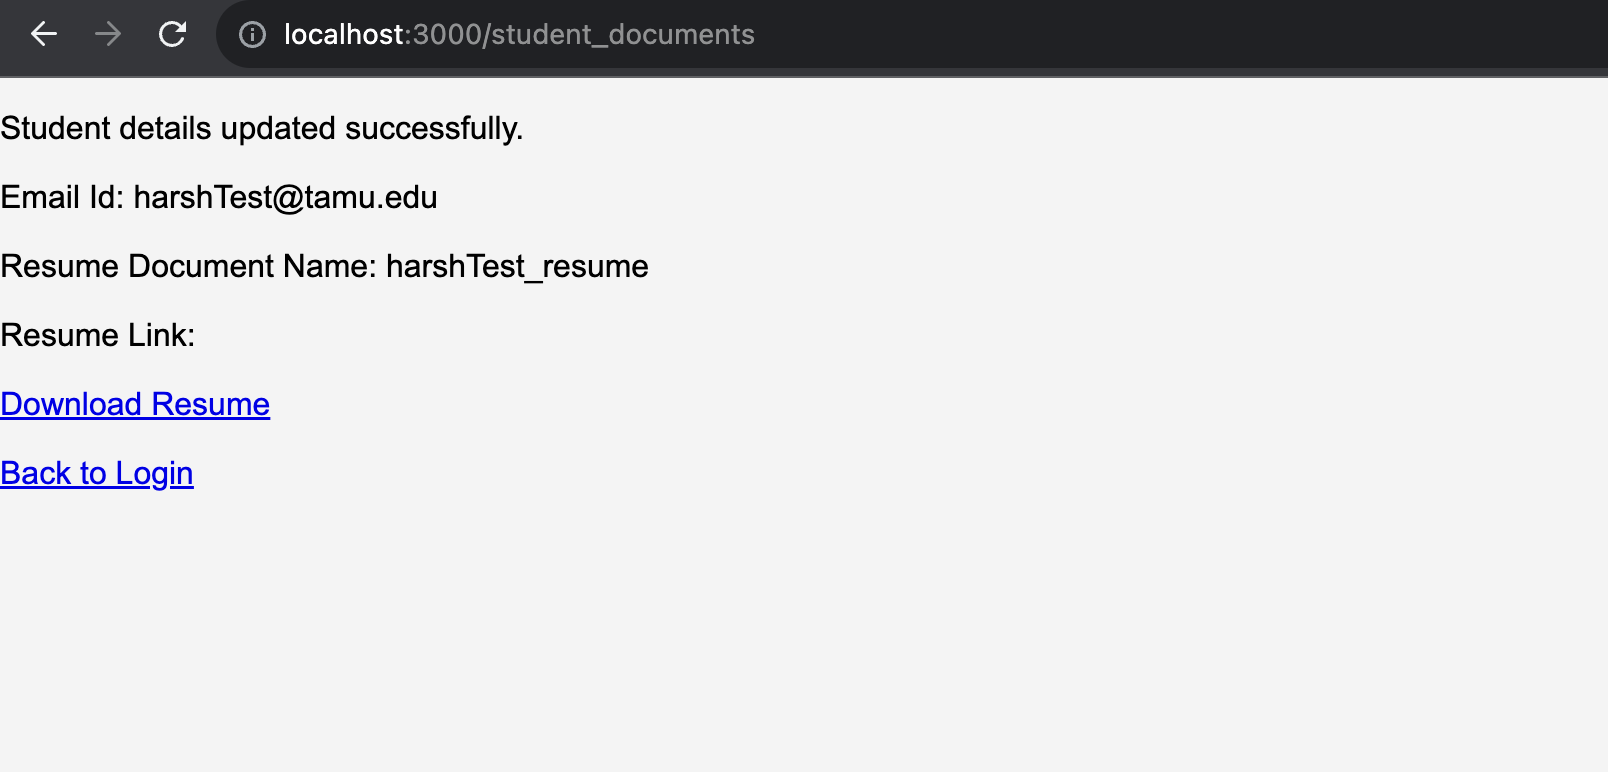 localhost:3000/student_documents
Student details updated successfully.
Email Id: harshTest@tamu.edu
Resume Document Name: harshTest_resume
Resume Link:
Download Resume
Back to Login